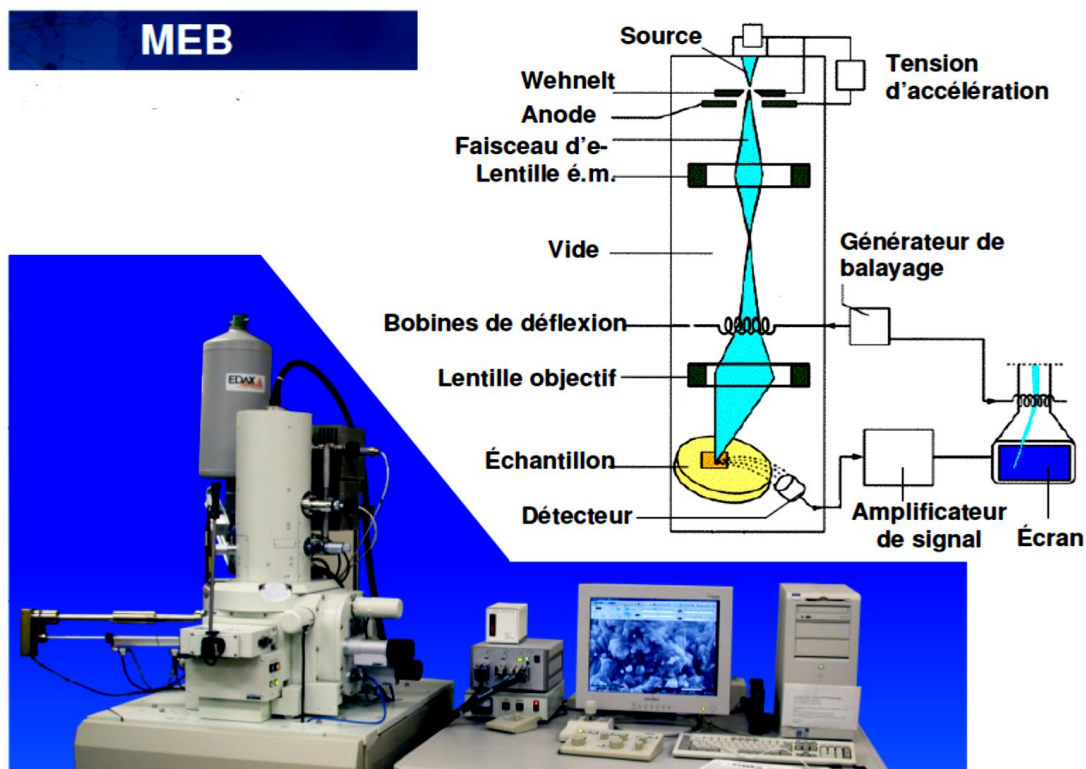 MEB
Source
Wehnelt
Anode
Faisceau d'e-
Lentille é.m.
Vide
Bobines de déflexion
Lentille objectif
Échantillon
Détecteur
Tension
d'accélération
Générateur de
balayage
Amplificateur
de signal
Écran
EDAX